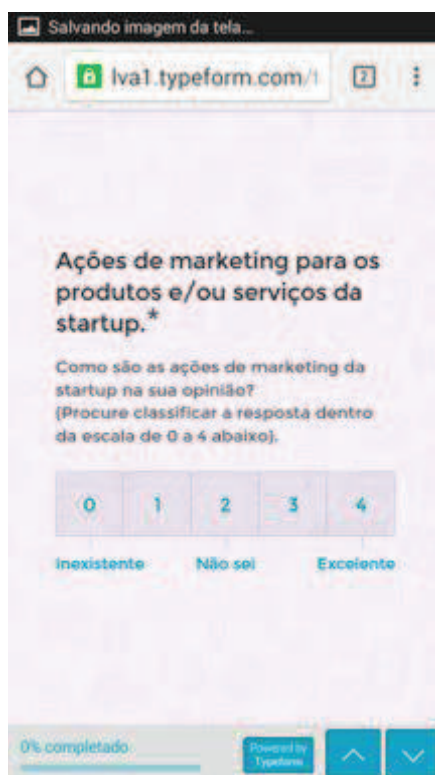 Salvando imagem da tela...
lva1.typeform.com/t
2
Ações de marketing para os
produtos e/ou serviços da
startup.*
Como são as ações de marketing da
startup na sua opinião?
(Procure classificar a resposta dentro
da escala de 0 a 4 abaixo).
0 1 2 3 4
Inexistente Não sei Excelente
0% completado
Powered by
Typeform